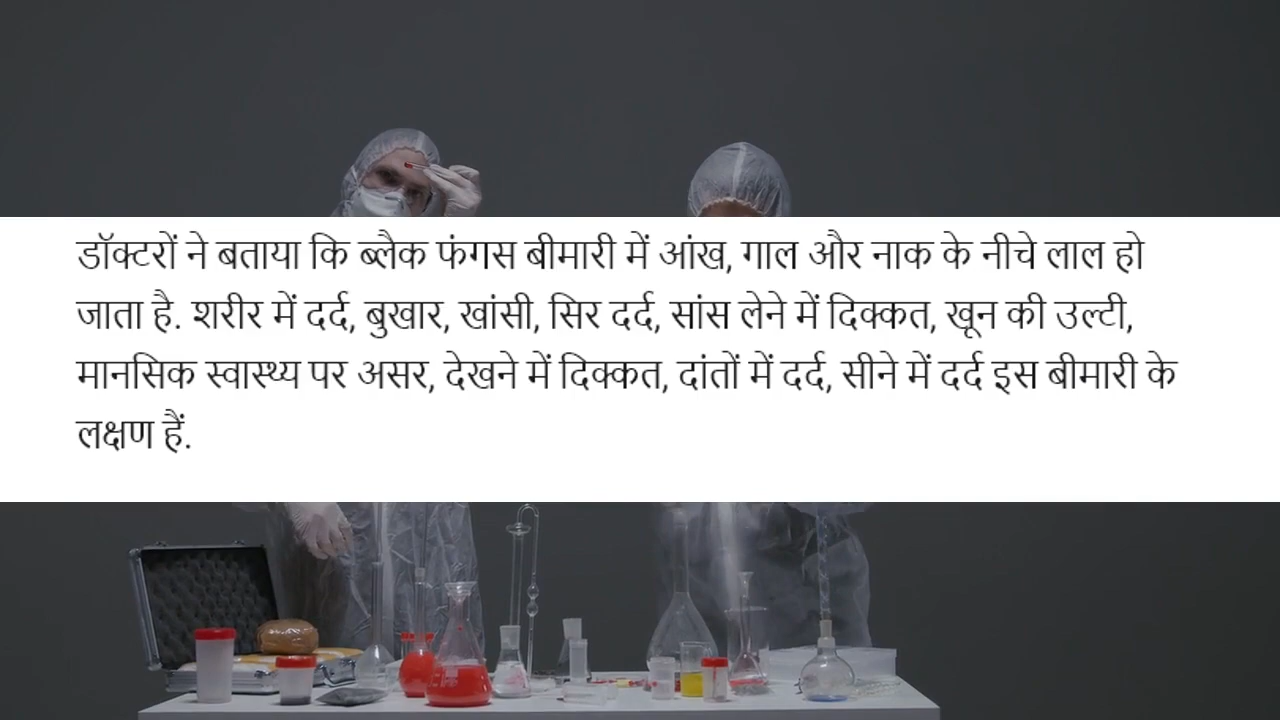 डॉक्टरों ने बताया कि ब्लैक फंगस बीमारी में आंख, गाल और नाक के नीचे लाल हो
जाता है. शरीर में दर्द, बुखार, खांसी, सिर दर्द, सांस लेने में दिक्कत, खून की उल्टी,
मानसिक स्वास्थ्य पर असर, देखने में दिक्कत, दांतों में दर्द, सीने में दर्द इस बीमारी के
लक्षण हैं.